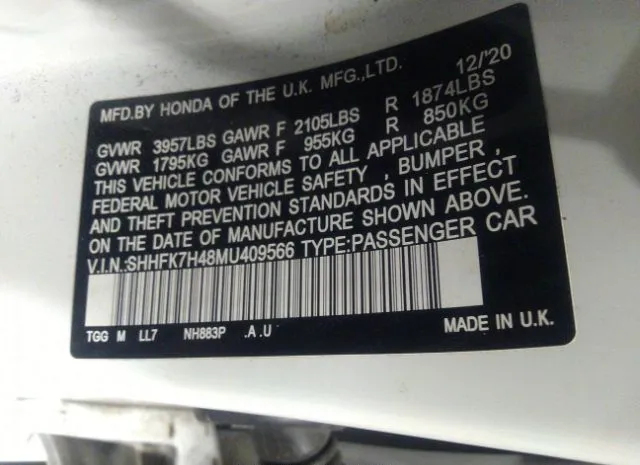 MFD.BY HONDA OF THE U.K. MFG.,LTD. 12/'20
GVWR 3957LBS GAWR F 2105LBS R 1874LBS
GVWR 1795KG GAWR F 955KG R 850KG
THIS VEHICLE CONFORMS TO ALL APPLICABLE
FEDERAL MOTOR VEHICLE SAFETY , BUMPER ,
AND THEFT PREVENTION STANDARDS IN EFFECT
ON THE DATE OF MANUFACTURE SHOWN ABOVE.
V.I.N.:SHHFK7H48MU409566 TYPE:PASSENGER CAR
TGG M LL7 NH883P .A .U MADE IN U.K.